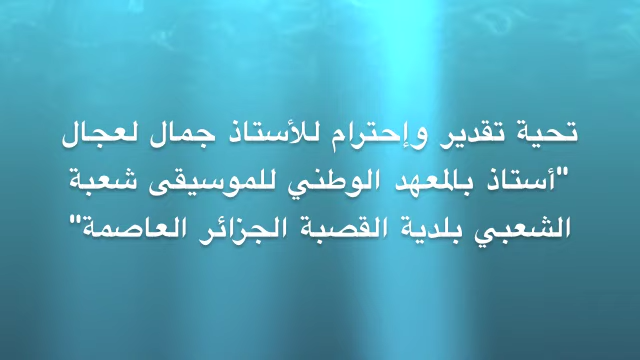 تحية تقدير وإحترام للأستاذ جمال لعجال
"أستاذ بالمعهد الوطني للموسيقى شعبة
الشعبي بلدية القصبة الجزائر العاصمة"